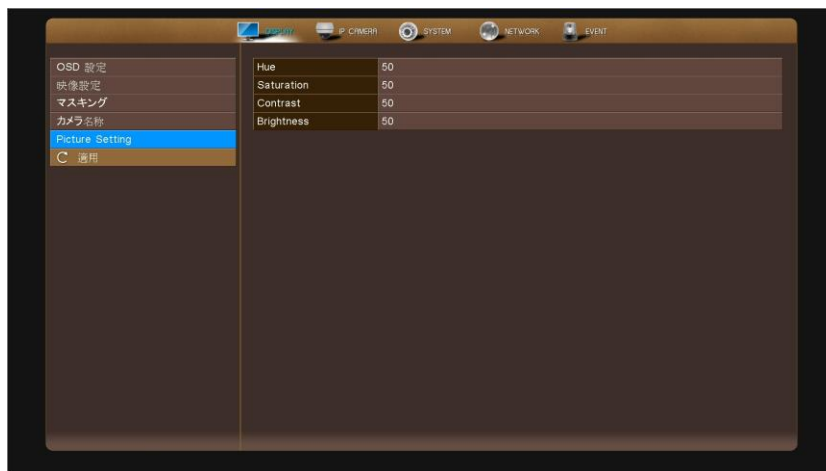 DISPLAY IP CAMERA SYSTEM NETWORK EVENT
OSD 設定
映像設定
マスキング
カメラ名称
Picture Setting
適用
Hue 50
Saturation 50
Contrast 50
Brightness 50